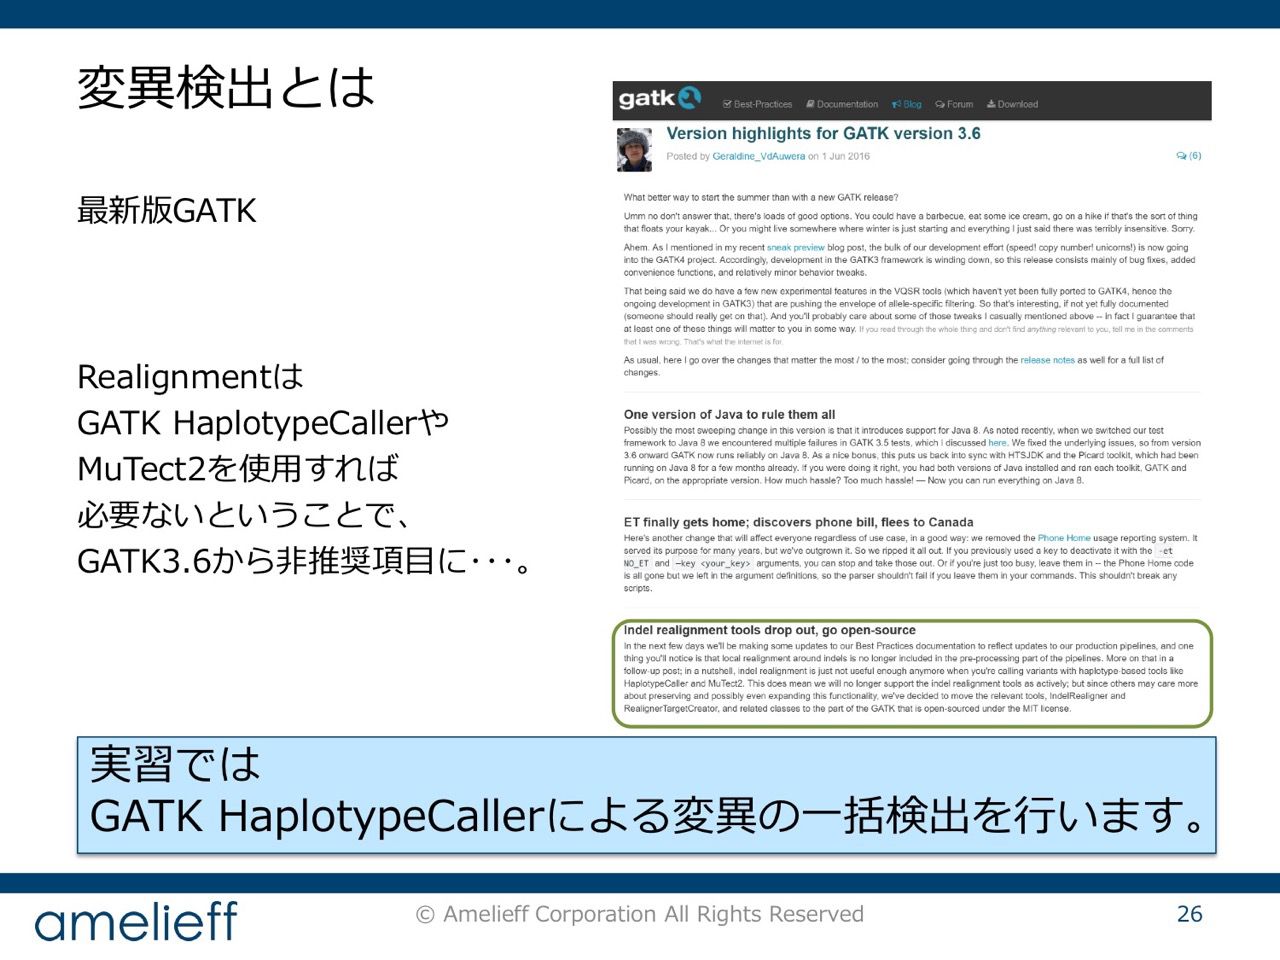 変異検出とは
最新版GATK
Realignmentは
GATK HaplotypeCallerや
MuTect2を使用すれば
必要ないということで、
GATK3.6から非推奨項目に･･･。
gatk
Best-Practices Documentation Blog Forum Download
Version highlights for GATK version 3.6
Posted by Geraldine_VdAuwera on 1 Jun 2016
(6)
What better way to start the summer than with a new GATK release?
Umm no don't answer that, there's loads of good options. You could have a barbecue, eat some ice cream, go on a hike if that's the sort of thing
that floats your kayak... Or you might live somewhere where winter is just starting and everything I just said there was terribly insensitive. Sorry.
Ahem. As I mentioned in my recent sneak preview blog post, the bulk of our development effort (speed! copy number! unicorns!) is now going
into the GATK4 project. Accordingly, development in the GATK3 framework is winding down, so this release consists mainly of bug fixes, added
convenience functions, and relatively minor behavior tweaks.
That being said we do have a few new experimental features in the VQSR tools (which haven't yet been fully ported to GATK4, hence the
ongoing development in GATK3) that are pushing the envelope of allele-specific filtering. So that's interesting, if not yet fully documented
(someone should really get on that). And you'll probably care about some of those tweaks I casually mentioned above -- in fact I guarantee that
at least one of these things will matter to you in some way. If you read through the whole thing and don't find anything relevant to you, tell me in the comments
that I was wrong. That's what the internet is for.
As usual, here I go over the changes that matter the most / to the most; consider going through the release notes as well for a full list of
changes.
One version of Java to rule them all
Possibly the most sweeping change in this version is that it introduces support for Java 8. As noted recently, when we switched our test
framework to Java 8 we encountered multiple failures in GATK 3.5 tests, which I discussed here. We fixed the underlying issues, so from version
3.6 onward GATK now runs reliably on Java 8. As a nice bonus, this puts us back into sync with HTSJDK and the Picard toolkit, which had been
running on Java 8 for a few months already. If you were doing it right, you had both versions of Java installed and ran each toolkit, GATK and
Picard, on the appropriate version. How much hassle? Too much hassle! — Now you can run everything on Java 8.
ET finally gets home; discovers phone bill, flees to Canada
Here's another change that will affect everyone regardless of use case, in a good way: we removed the Phone Home usage reporting system. It
served its purpose for many years, but we've outgrown it. So we ripped it all out. If you previously used a key to deactivate it with the -et
NO_ET and —key <your_key> arguments, you can stop and take those out. Or if you're just too busy, leave them in -- the Phone Home code
is all gone but we left in the argument definitions, so the parser shouldn't fail if you leave them in your commands. This shouldn't break any
scripts.
Indel realignment tools drop out, go open-source
In the next few days we'll be making some updates to our Best Practices documentation to reflect updates to our production pipelines, and one
thing you'll notice is that local realignment around indels is no longer included in the pre-processing part of the pipelines. More on that in a
follow-up post; in a nutshell, indel realignment is just not useful enough anymore when you're calling variants with haplotype-based tools like
HaplotypeCaller and MuTect2. This does mean we will no longer support the indel realignment tools as actively; but since others may care more
about preserving and possibly even expanding this functionality, we've decided to move the relevant tools, IndelRealigner and
RealignerTargetCreator, and related classes to the part of the GATK that is open-sourced under the MIT license.
実習では
GATK HaplotypeCallerによる変異の一括検出を行います。
amelieff
© Amelieff Corporation All Rights Reserved
26